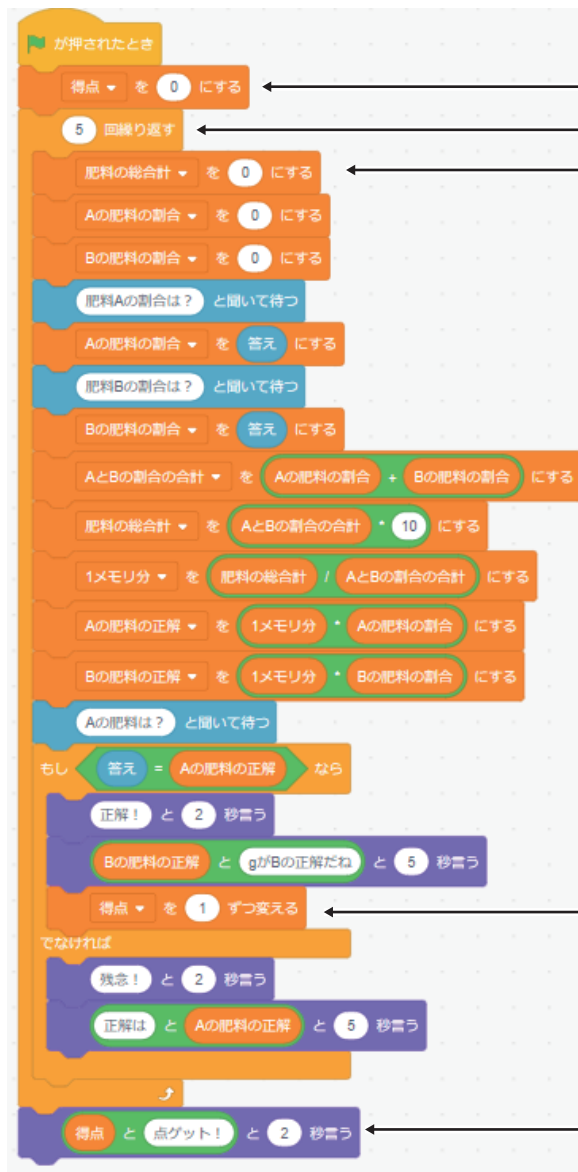 が押されたとき
得点 を 0 にする
5 回繰り返す
肥料の総合計 を 0 にする
Aの肥料の割合 を 0 にする
Bの肥料の割合 を 0 にする
肥料Aの割合は？ と聞いて待つ
Aの肥料の割合 を 答え にする
肥料Bの割合は？ と聞いて待つ
Bの肥料の割合 を 答え にする
AとBの割合の合計 を Aの肥料の割合 + Bの肥料の割合 にする
肥料の総合計 を AとBの割合の合計 * 10 にする
1メモリ分 を 肥料の総合計 / AとBの割合の合計 にする
Aの肥料の正解 を 1メモリ分 * Aの肥料の割合 にする
Bの肥料の正解 を 1メモリ分 * Bの肥料の割合 にする
Aの肥料は？ と聞いて待つ
もし 答え = Aの肥料の正解 なら
正解！ と 2 秒言う
Bの肥料の正解 と gがBの正解だね と 5 秒言う
得点 を 1 ずつ変える
でなければ
残念！ と 2 秒言う
正解は と Aの肥料の正解 と 5 秒言う
得点 と 点ゲット！ と 2 秒言う